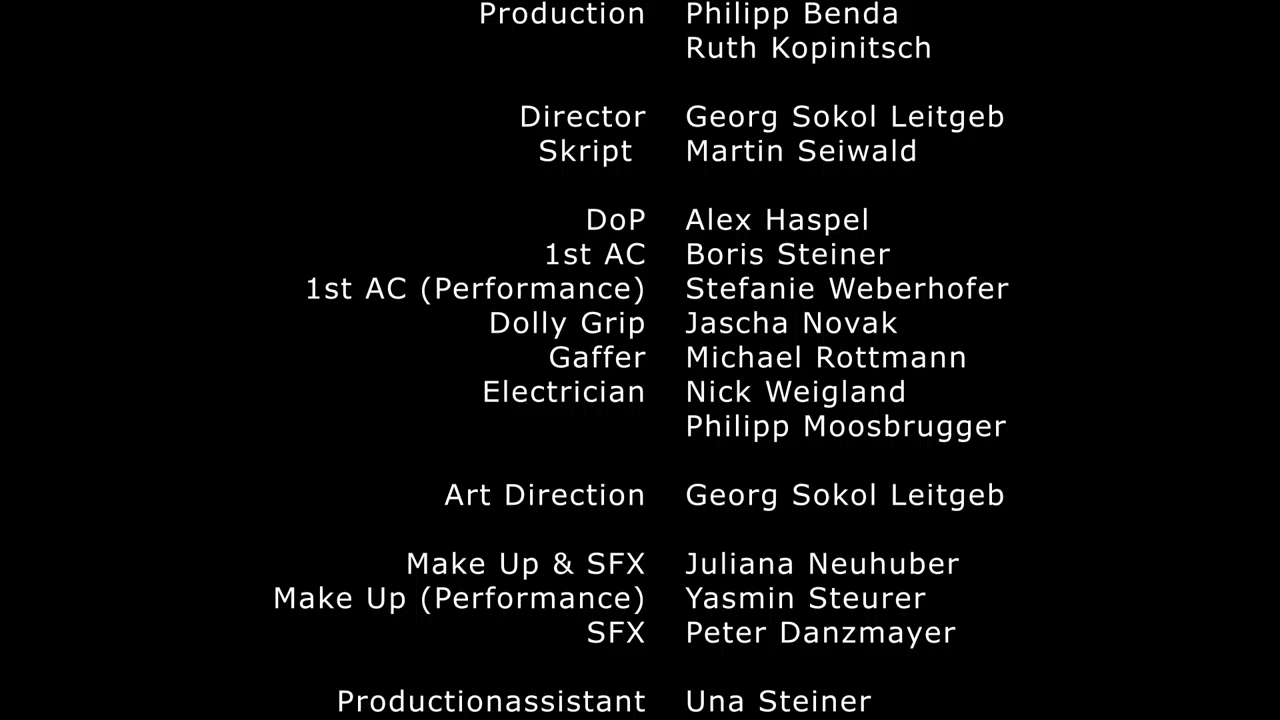 Production Philipp Benda
Ruth Kopinitsch
Director Georg Sokol Leitgeb
Skript Martin Seiwald
DoP Alex Haspel
1st AC Boris Steiner
1st AC (Performance) Stefanie Weberhofer
Dolly Grip Jascha Novak
Gaffer Michael Rottmann
Electrician Nick Weigland
Philipp Moosbrugger
Art Direction Georg Sokol Leitgeb
Make Up & SFX Juliana Neuhuber
Make Up (Performance) Yasmin Steurer
SFX Peter Danzmayer
Productionassistant Una Steiner